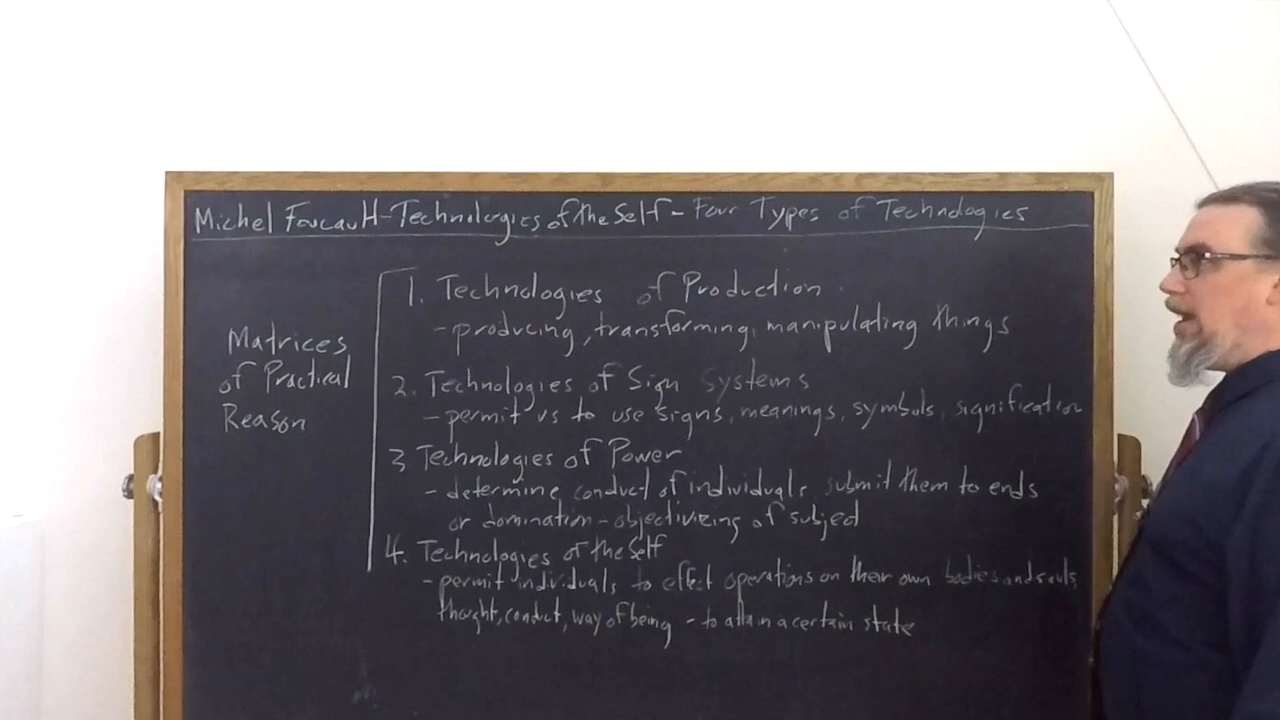 Michel Foucault-Technologies of the Self - Four Types of Technologies
Matrices
of Practical
Reason
1. Technologies of Production
- producing, transforming, manipulating things
2. Technologies of Sign Systems
- permit us to use signs, meanings, symbols, signification
3 Technologies of Power
- determine conduct of individuals, submit them to ends
or domination - objectivizing of subject
4. Technologies of the Self
- permit individuals to effect operations on their own bodies and souls,
thought, conduct, way of being - to attain a certain state